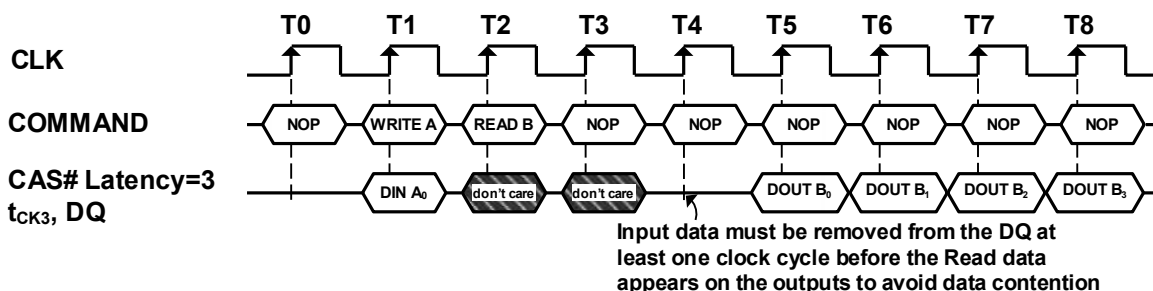 T0 T1 T2 T3 T4 T5 T6 T7 T8
CLK
COMMAND NOP WRITE A READ B NOP NOP NOP NOP NOP NOP
CAS# Latency=3
tCK3, DQ DIN A0 don't care don't care DOUT B0 DOUT B1 DOUT B2 DOUT B3
Input data must be removed from the DQ at
least one clock cycle before the Read data
appears on the outputs to avoid data contention